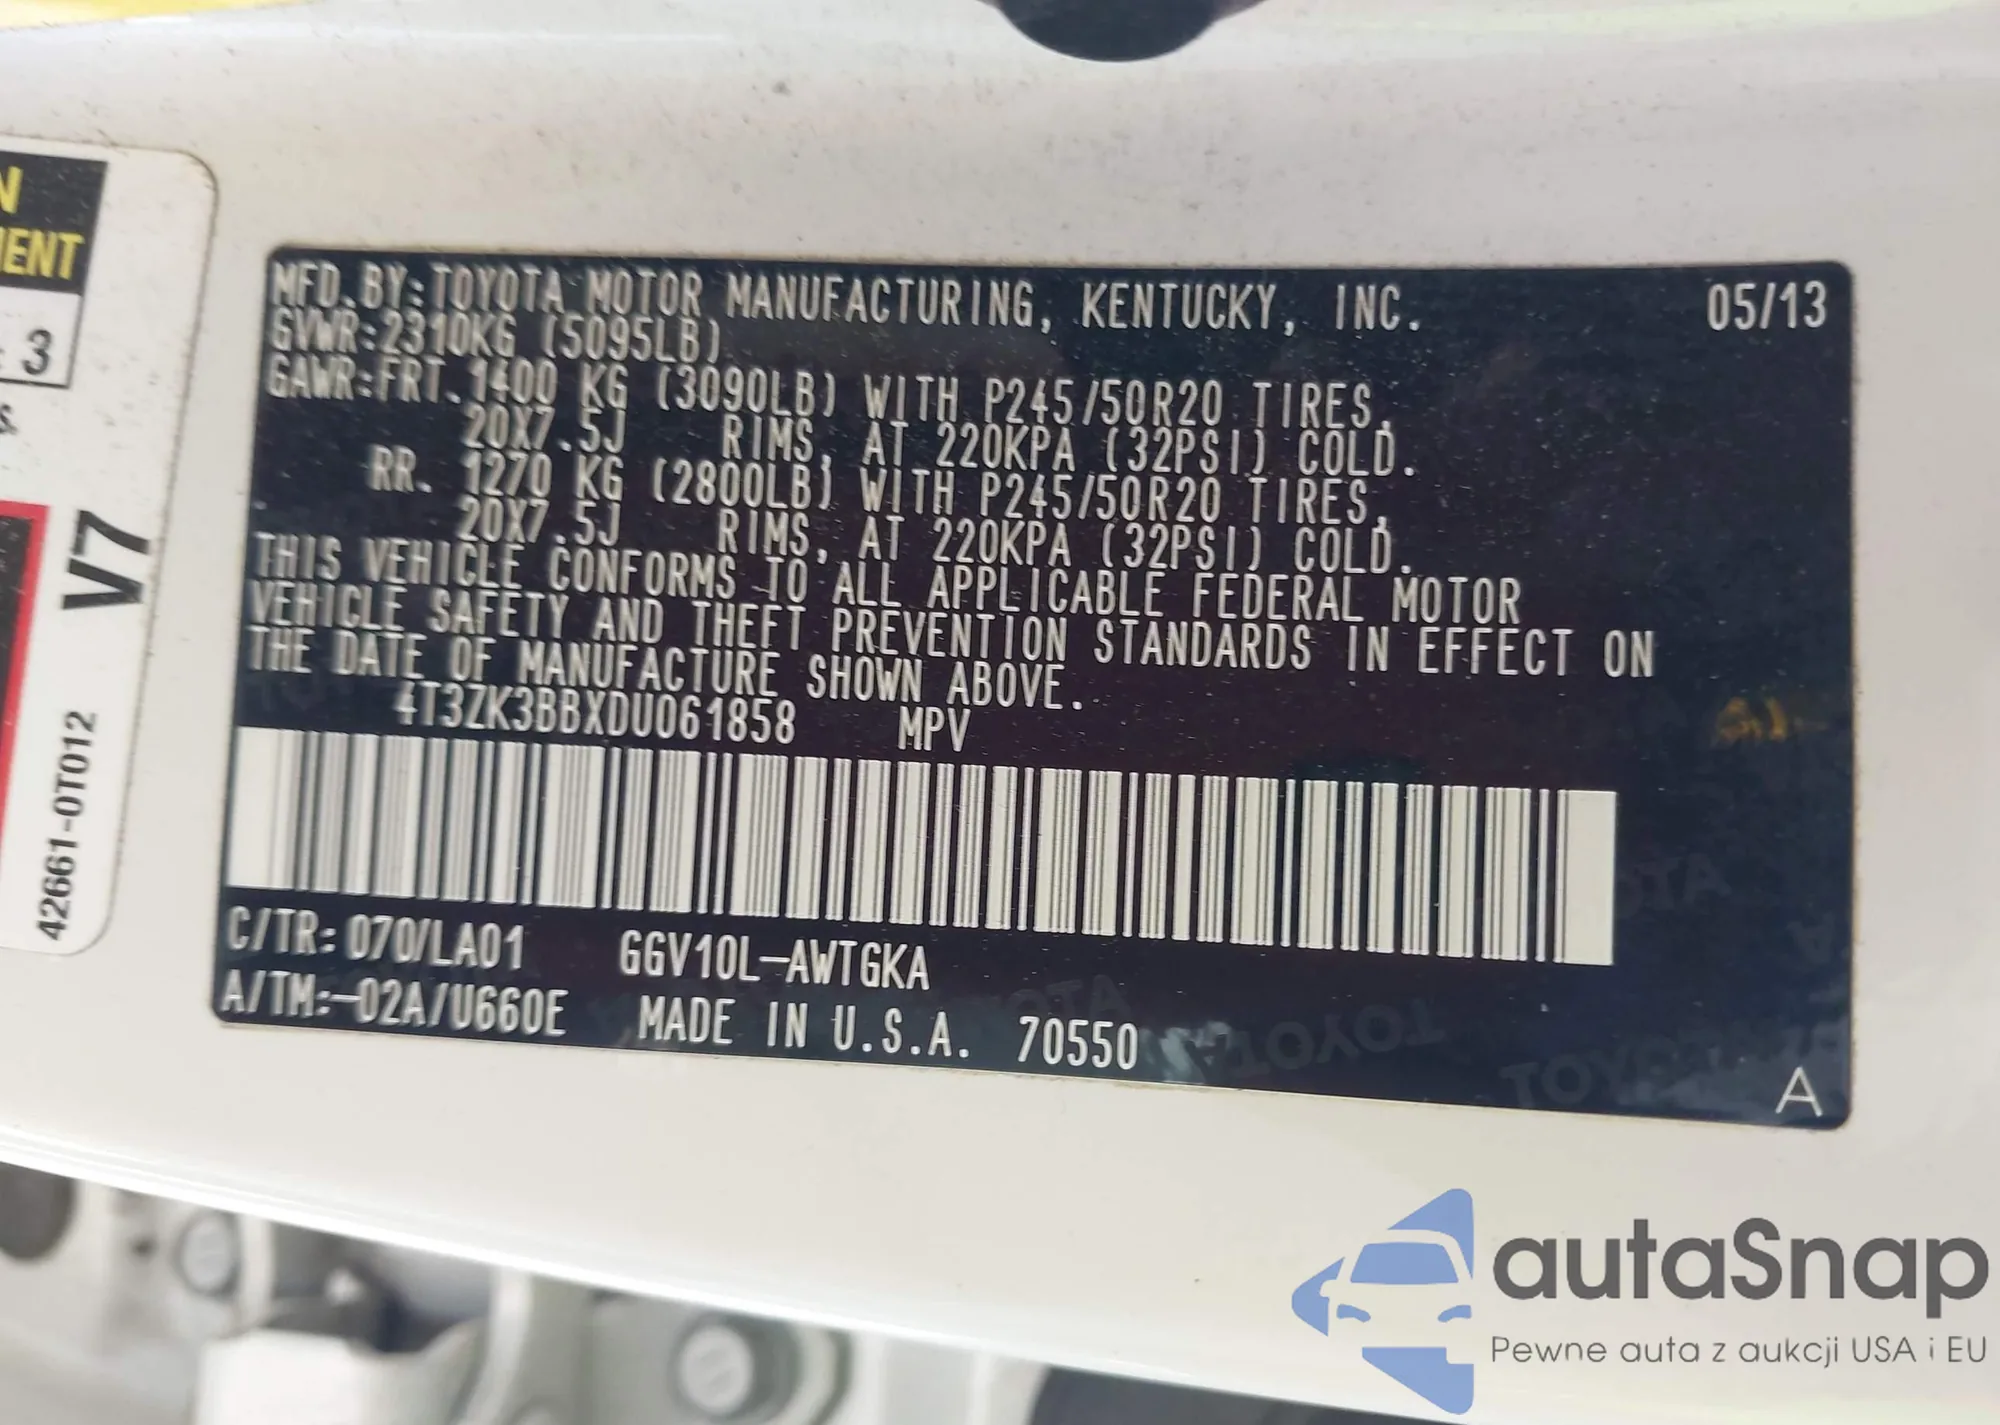 N
MENT
3
S.
V7
42661-0T012
MFD. BY: TOYOTA MOTOR MANUFACTURING, KENTUCKY, INC. 05/13
GVWR: 2310KG (5095LB)
GAWR: FRT. 1400 KG (3090LB) WITH P245/50R20 TIRES,
20X7.5J RIMS, AT 220KPA (32PSI) COLD.
RR. 1270 KG (2800LB) WITH P245/50R20 TIRES,
20X7.5J RIMS, AT 220KPA (32PSI) COLD.
THIS VEHICLE CONFORMS TO ALL APPLICABLE FEDERAL MOTOR
VEHICLE SAFETY AND THEFT PREVENTION STANDARDS IN EFFECT ON
THE DATE OF MANUFACTURE SHOWN ABOVE.
4T3ZK3BBXDU061858 MPV
C/TR: 070/LA01 GGV10L-AWTGKA
A/TM:-02A/U660E MADE IN U.S.A. 70550
A
autaSnap
Pewne auta z aukcji USA i EU